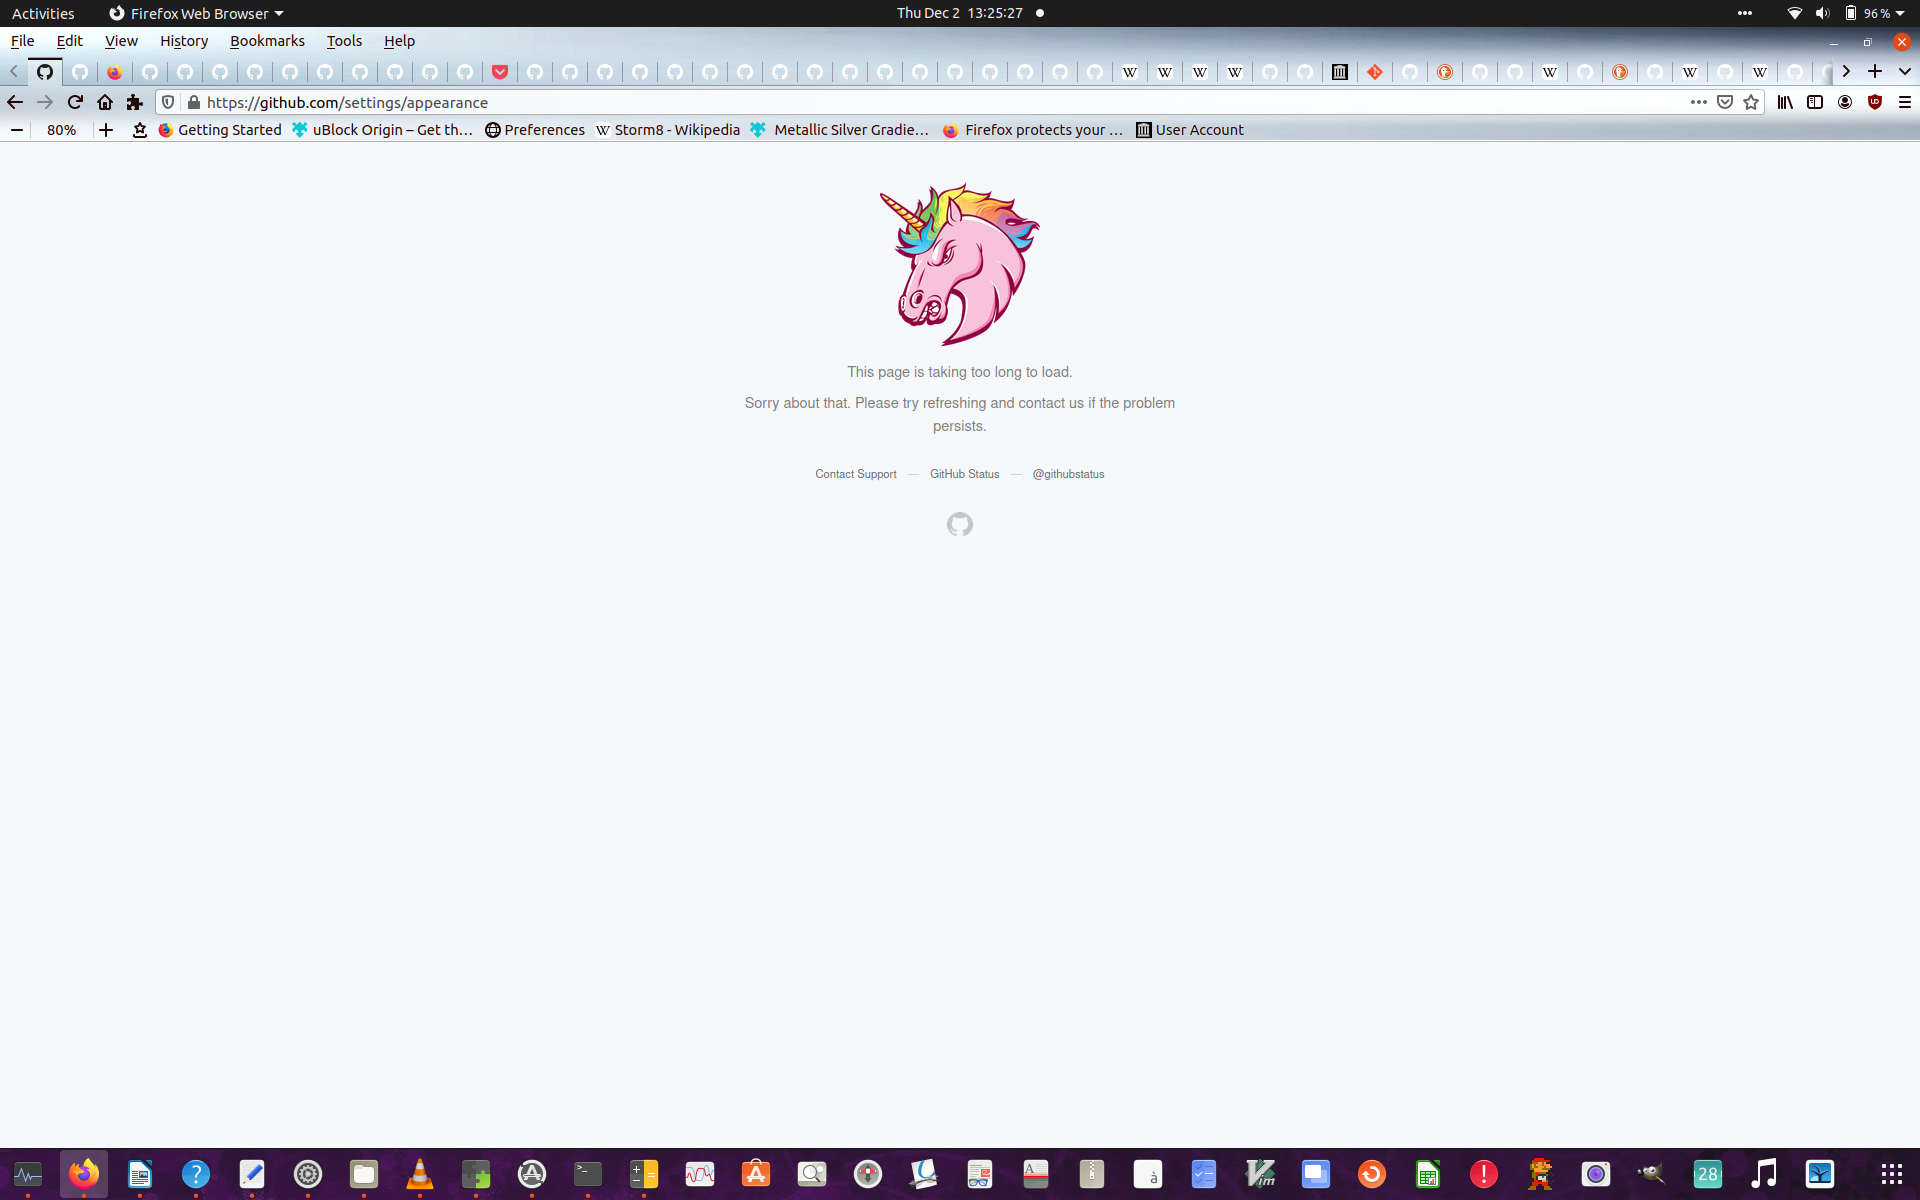 Activities Firefox Web Browser Thu Dec 2 13:25:27 96 %
File Edit View History Bookmarks Tools Help
https://github.com/settings/appearance
80% Getting Started uBlock Origin – Get th… Preferences Storm8 - Wikipedia Metallic Silver Gradie… Firefox protects your … User Account
This page is taking too long to load.
Sorry about that. Please try refreshing and contact us if the problem
persists.
Contact Support — GitHub Status — @githubstatus
28